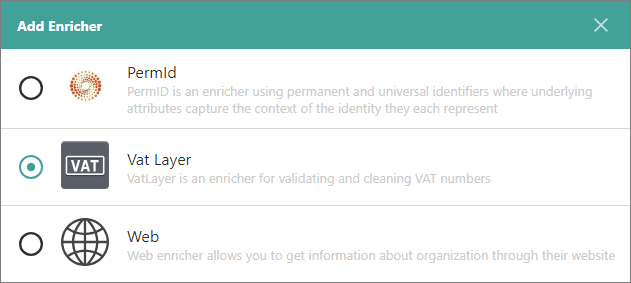 Add Enricher
PermId
PermID is an enricher using permanent and universal identifiers where underlying
attributes capture the context of the identity they each represent
VAT
Vat Layer
VatLayer is an enricher for validating and cleaning VAT numbers
Web
Web enricher allows you to get information about organization through their website